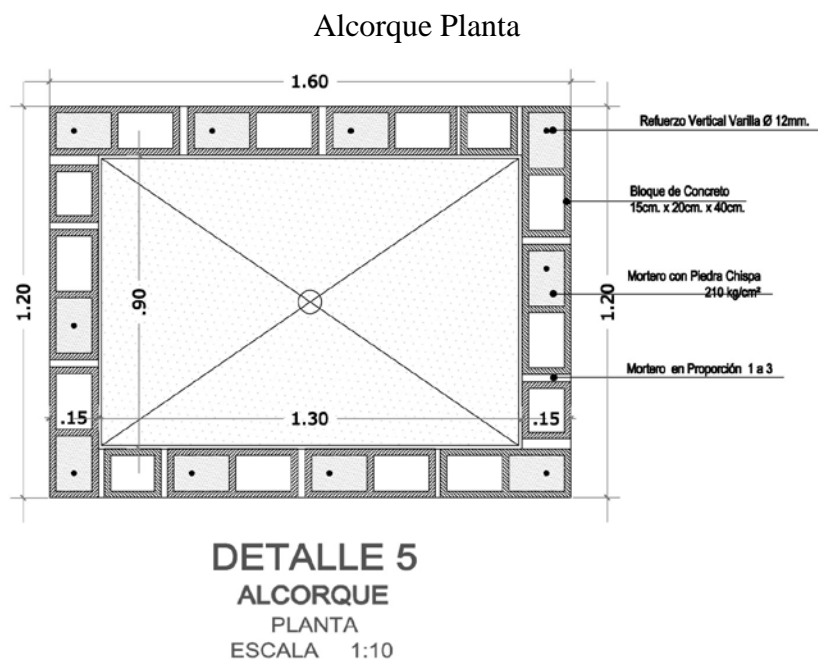 Alcorque Planta
1.60
Refuerzo Vertical Varilla Ø 12mm.
Bloque de Concreto
15cm. x 20cm. x 40cm.
1.20
.90
Mortero con Piedra Chispa
210 kg/cm²
1.20
Mortero en Proporción 1 a 3
.15
1.30
.15
DETALLE 5
ALCORQUE
PLANTA
ESCALA 1:10